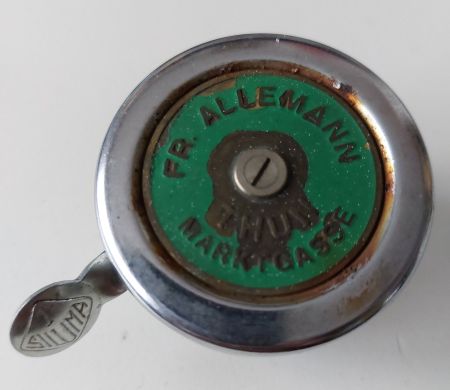 FR. ALLEMANN
THUN
MARKTGASSE